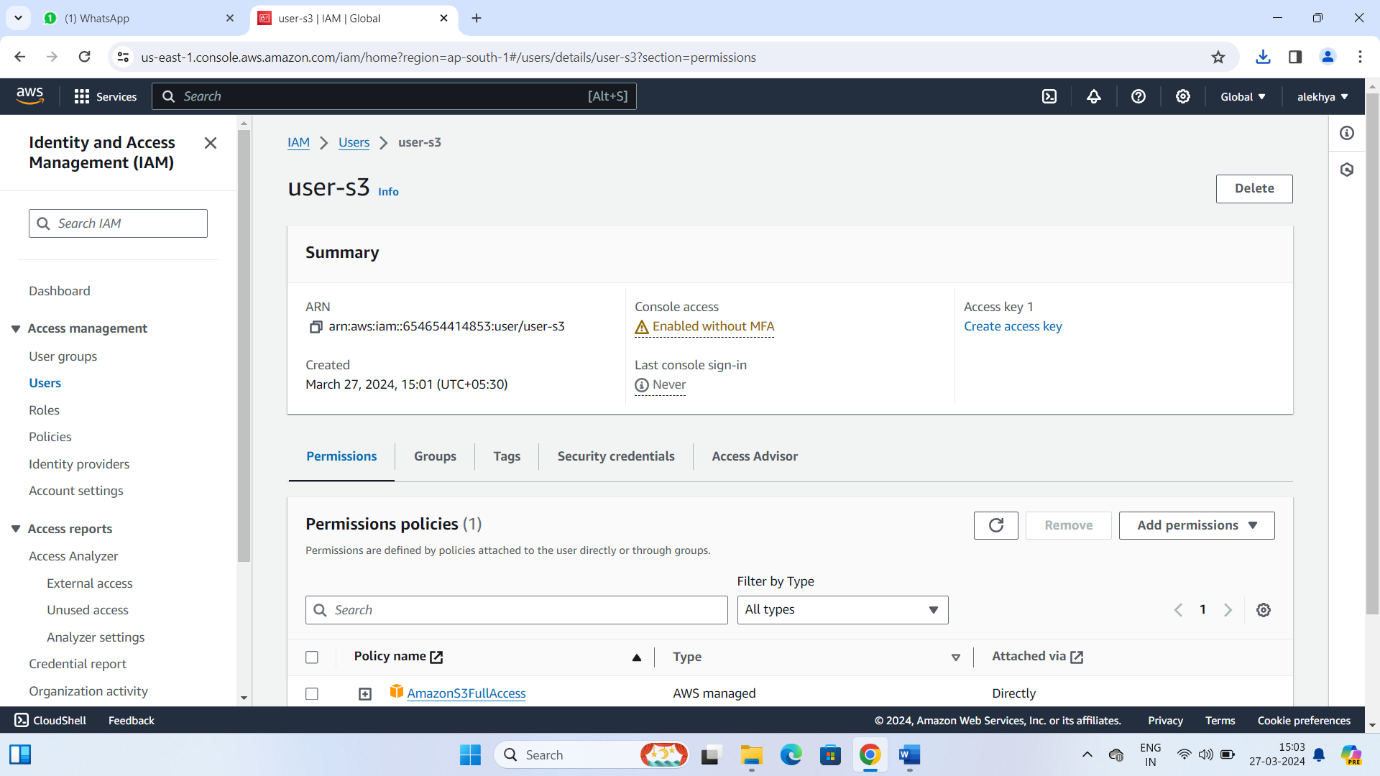 (1) WhatsApp
user-s3 | IAM | Global
us-east-1.console.aws.amazon.com/iam/home?region=ap-south-1#/users/details/user-s3?section=permissions
aws
Services
Search
[Alt+S]
Global
alekhya
Identity and Access
Management (IAM)
Search IAM
Dashboard
Access management
User groups
Users
Roles
Policies
Identity providers
Account settings
Access reports
Access Analyzer
External access
Unused access
Analyzer settings
Credential report
Organization activity
IAM
Users
user-s3
user-s3 Info
Delete
Summary
ARN
arn:aws:iam::654654414853:user/user-s3
Created
March 27, 2024, 15:01 (UTC+05:30)
Console access
Enabled without MFA
Last console sign-in
Never
Access key 1
Create access key
Permissions
Groups
Tags
Security credentials
Access Advisor
Permissions policies (1)
Permissions are defined by policies attached to the user directly or through groups.
Remove
Add permissions
Filter by Type
Search
All types
1
Policy name
Type
Attached via
AmazonS3FullAccess
AWS managed
Directly
CloudShell
Feedback
© 2024, Amazon Web Services, Inc. or its affiliates.
Privacy
Terms
Cookie preferences
Search
ENG
IN
15:03
27-03-2024
PRE